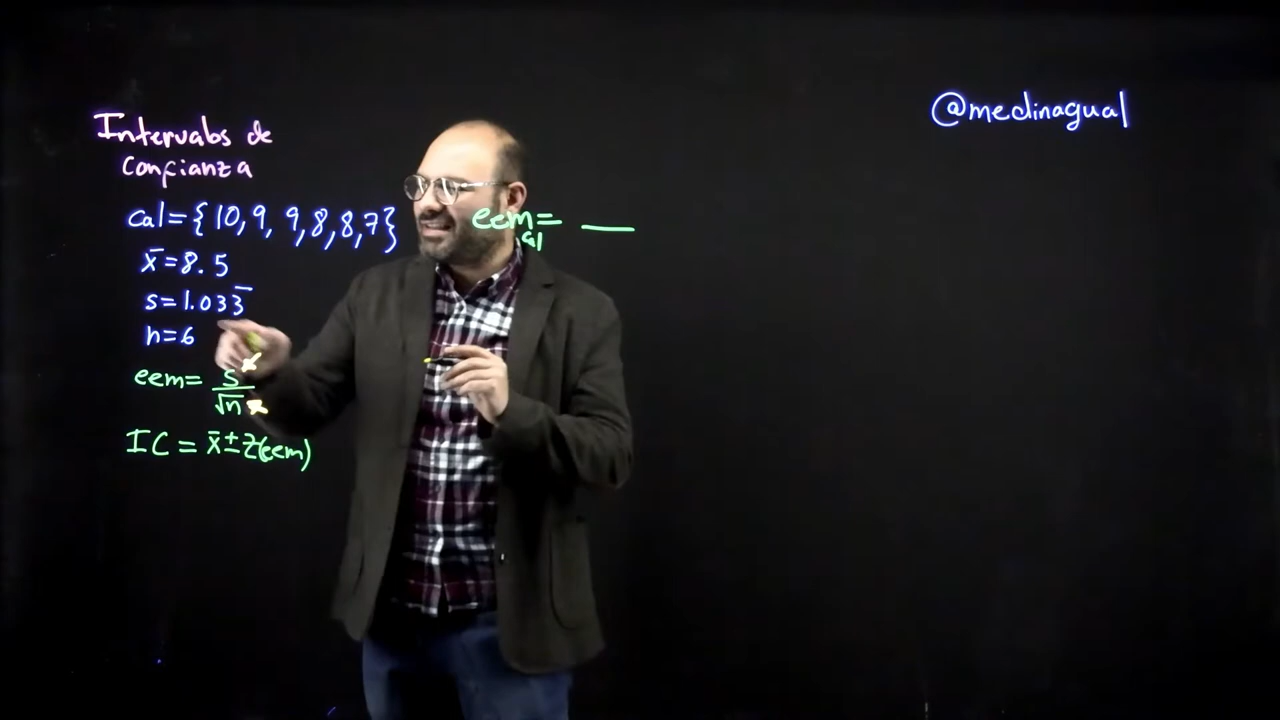 Intervalos de
confianza
cal={10,9, 9,8,8,7}
x̄=8.5
s=1.033̅
n=6
eem= s/√n
IC = x̄±z(eem)
eem= __
cal
@medinagual